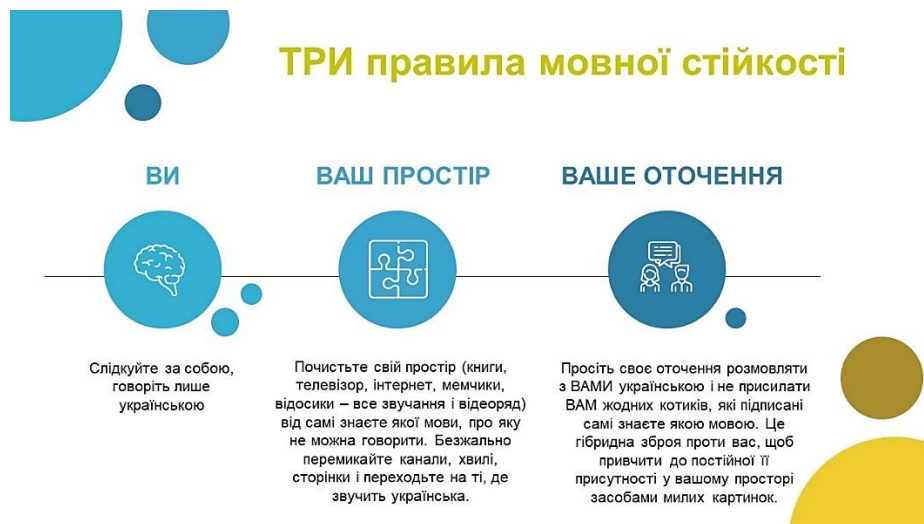 ТРИ правила мовної стійкості
ВИ
Слідкуйте за собою,
говоріть лише
українською
ВАШ ПРОСТІР
Почистьте свій простір (книги,
телевізор, інтернет, мемчики,
відосики – все звучання і відеоряд)
від самі знаєте якої мови, про яку
не можна говорити. Безжально
перемикайте канали, хвилі,
сторінки і переходьте на ті, де
звучить українська.
ВАШЕ ОТОЧЕННЯ
Просіть своє оточення розмовляти
з ВАМИ українською і не присилати
ВАМ жодних котиків, які підписані
самі знаєте якою мовою. Це
гібридна зброя проти вас, щоб
привчити до постійної її
присутності у вашому просторі
засобами милих картинок.